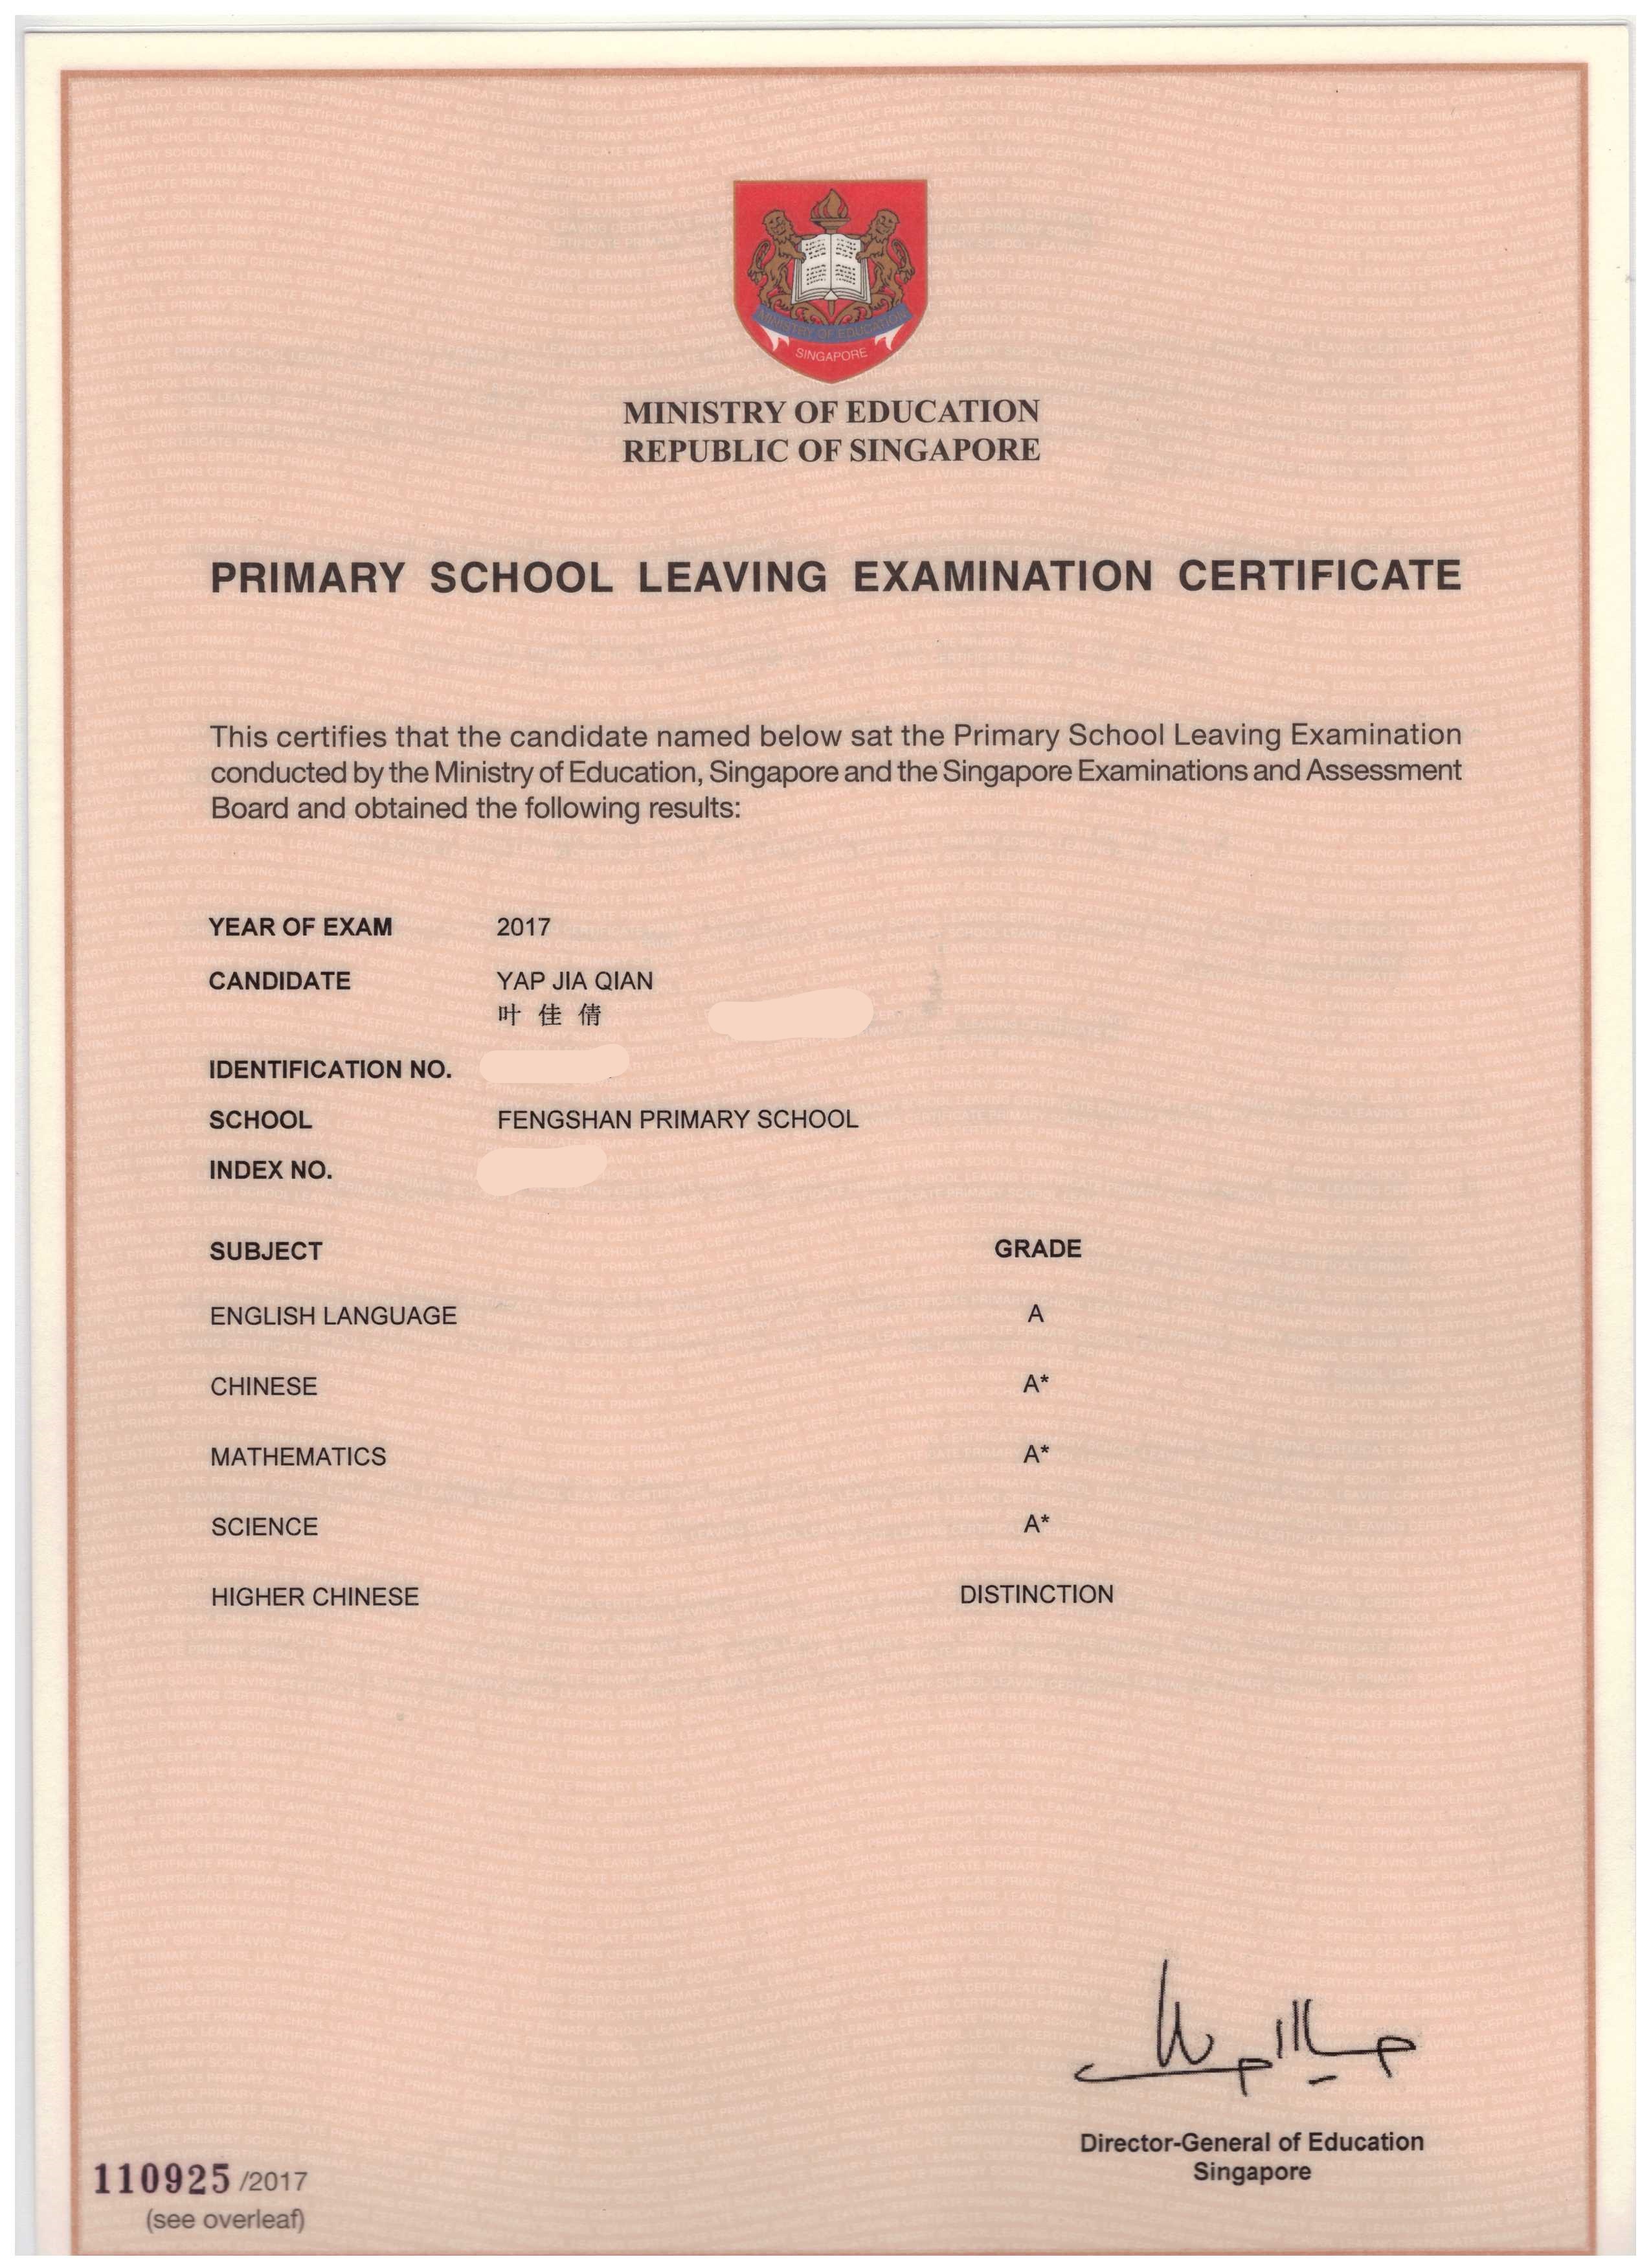 MINISTRY OF EDUCATION
SINGAPORE
MINISTRY OF EDUCATION
REPUBLIC OF SINGAPORE
PRIMARY SCHOOL LEAVING EXAMINATION CERTIFICATE
This certifies that the candidate named below sat the Primary School Leaving Examination
conducted by the Ministry of Education, Singapore and the Singapore Examinations and Assessment
Board and obtained the following results:
YEAR OF EXAM 2017
CANDIDATE YAP JIA QIAN
叶 佳 倩
IDENTIFICATION NO.
SCHOOL FENGSHAN PRIMARY SCHOOL
INDEX NO.
SUBJECT GRADE
ENGLISH LANGUAGE A
CHINESE A*
MATHEMATICS A*
SCIENCE A*
HIGHER CHINESE DISTINCTION
Director-General of Education
Singapore
110925 /2017
(see overleaf)